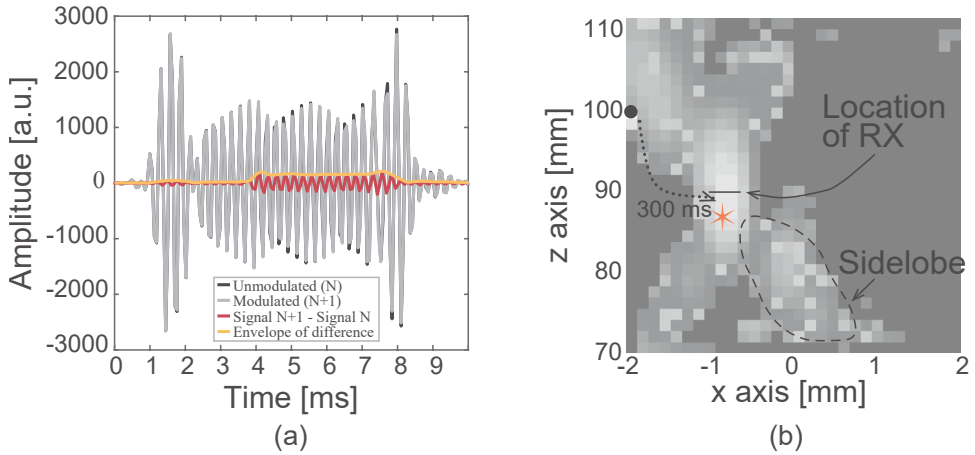 3000
2000
1000
0
-1000
-2000
-3000
Amplitude [a.u.]
Unmodulated (N)
Modulated (N+1)
Signal N+1 - Signal N
Envelope of difference
0 1 2 3 4 5 6 7 8 9
Time [ms]
(a)
110
100
90
80
70
z axis [mm]
Location
of RX
300 ms
Sidelobe
-2 -1 0 1 2
x axis [mm]
(b)